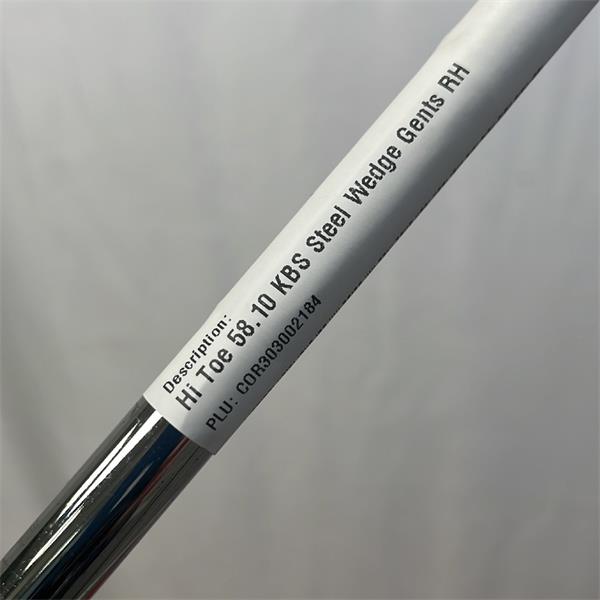 Description:
Hi Toe 58.10 KBS Steel Wedge Gents RH
PLU: COR303002184